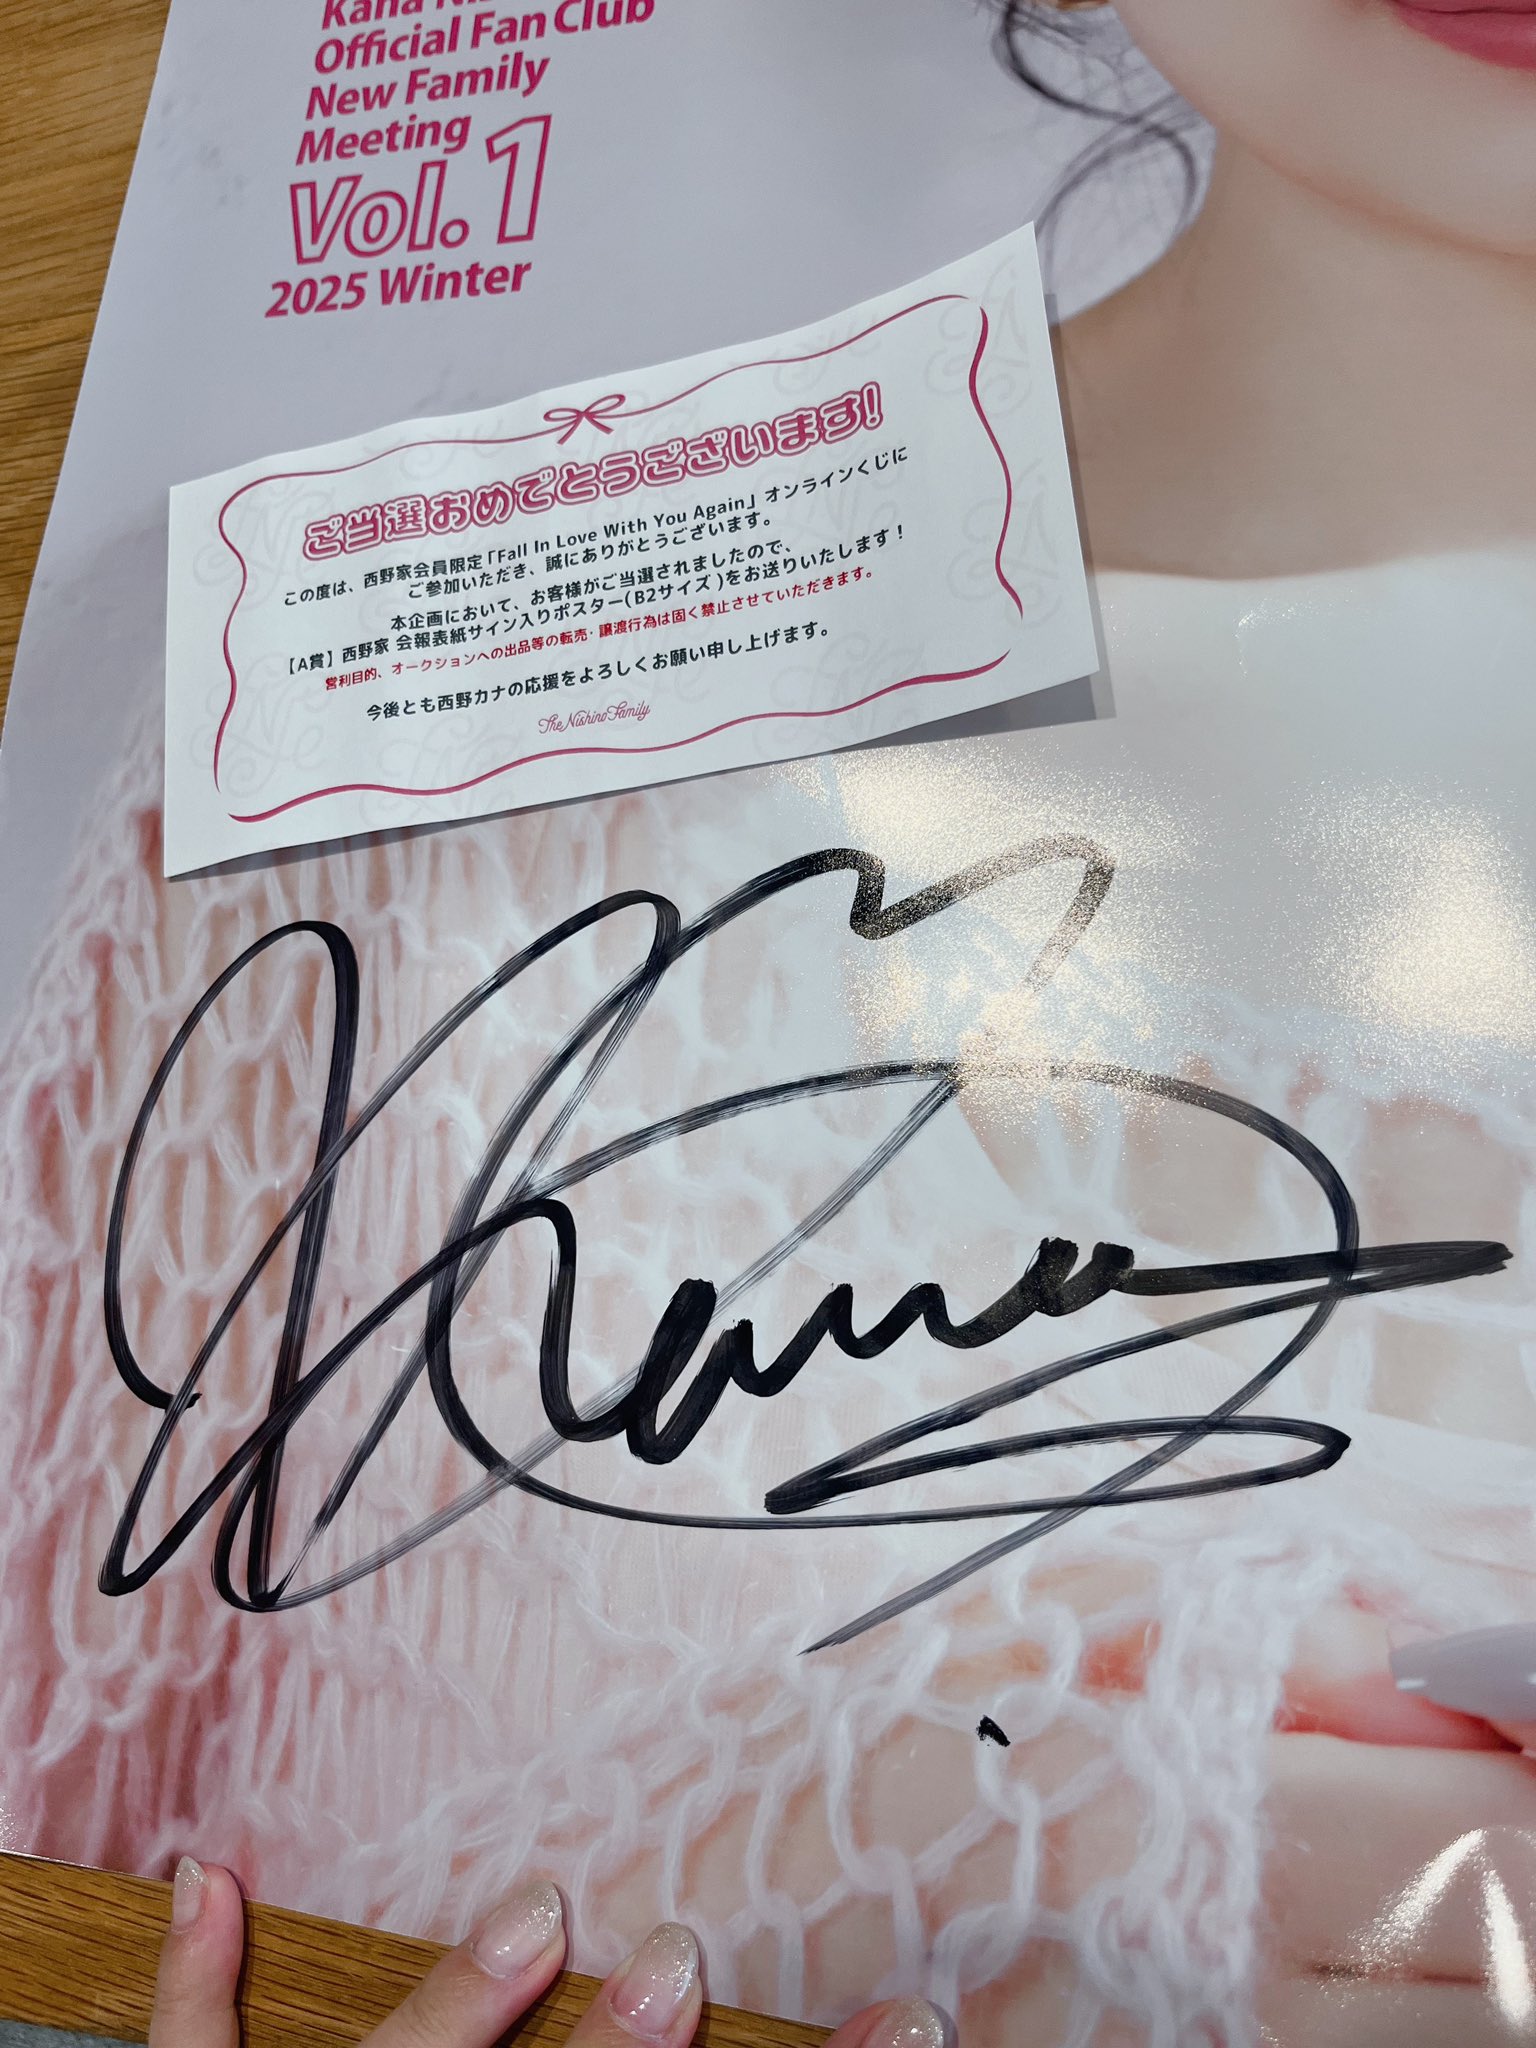 Kana
Official Fan Club
New Family
Meeting
Vol. 1
2025 Winter
ご当選おめでとうございます!
この度は、西野家会員限定「Fall In Love With You Again」オンラインくじに
ご参加いただき、誠にありがとうございます。
本企画において、お客様がご当選されましたので、
【A賞】西野家 会報表紙サイン入りポスター(B2サイズ)をお送りいたします!
営利目的、オークションへの出品等の転売・譲渡行為は固く禁止させていただきます。
今後とも西野カナの応援をよろしくお願い申し上げます。
The Nishino Family
Kana